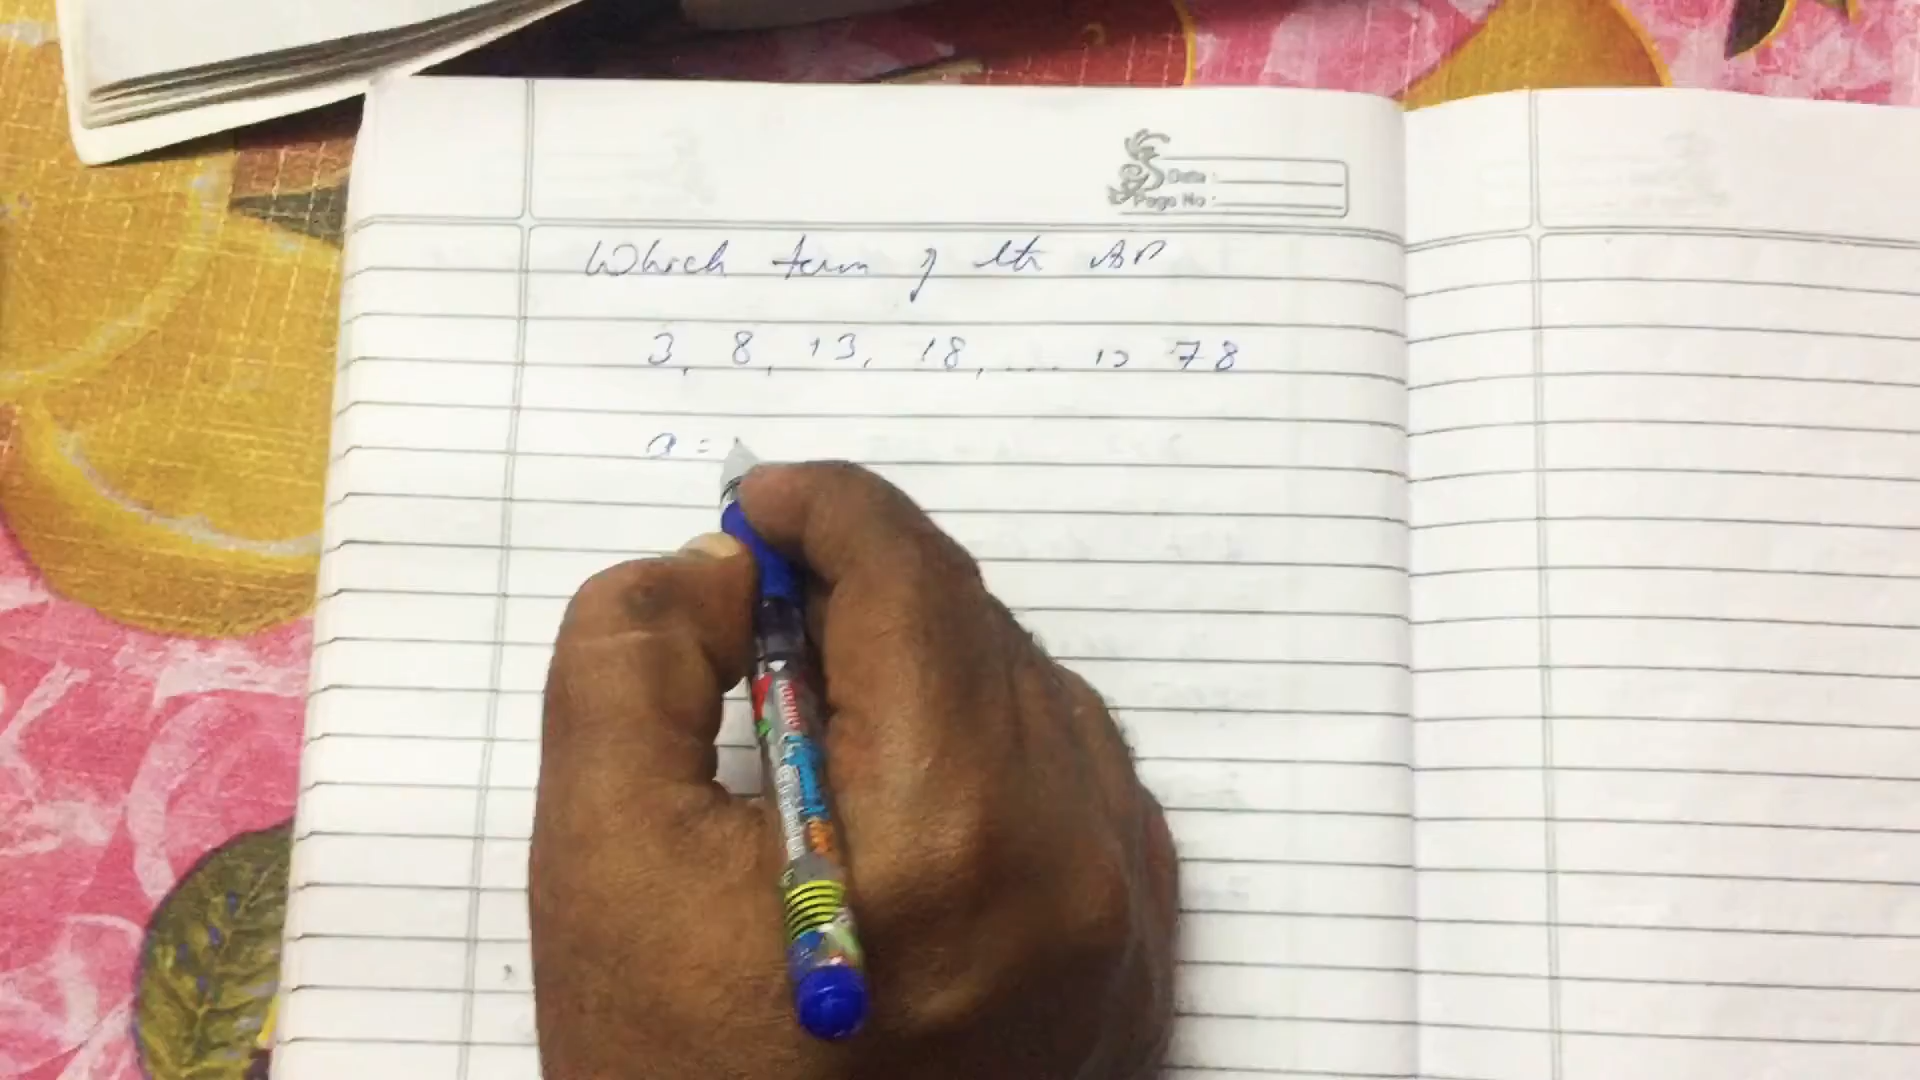 Date :
Page No :
Which term of the AP
3, 8, 13, 18, .... is 78
a =